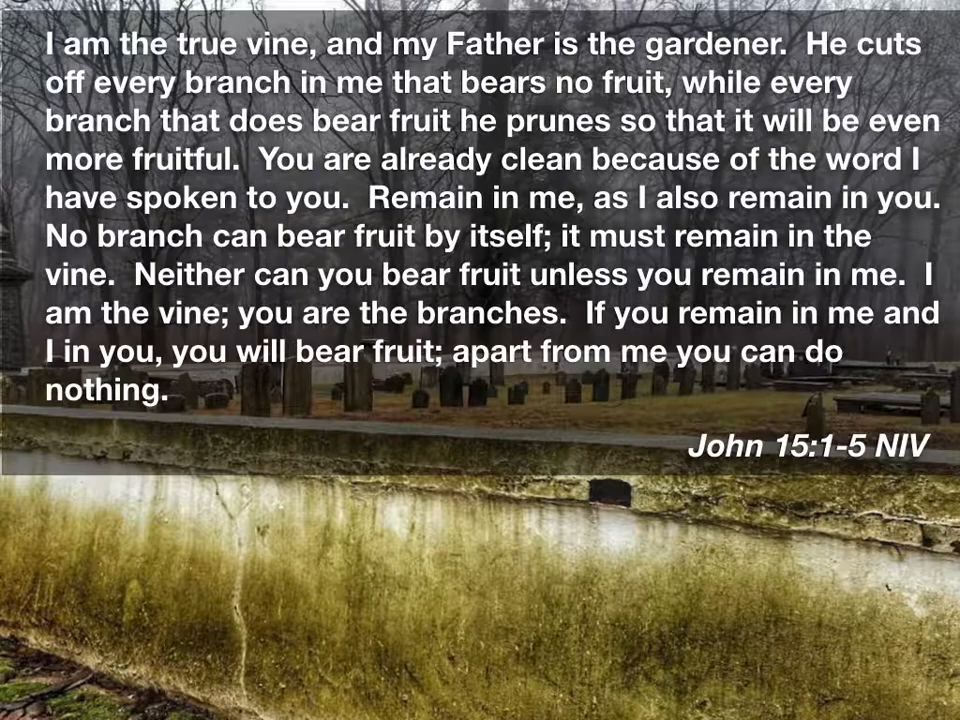 I am the true vine, and my Father is the gardener.  He cuts
off every branch in me that bears no fruit, while every
branch that does bear fruit he prunes so that it will be even
more fruitful.  You are already clean because of the word I
have spoken to you.  Remain in me, as I also remain in you.
No branch can bear fruit by itself; it must remain in the
vine.  Neither can you bear fruit unless you remain in me.  I
am the vine; you are the branches.  If you remain in me and
I in you, you will bear fruit; apart from me you can do
nothing.
John 15:1-5 NIV